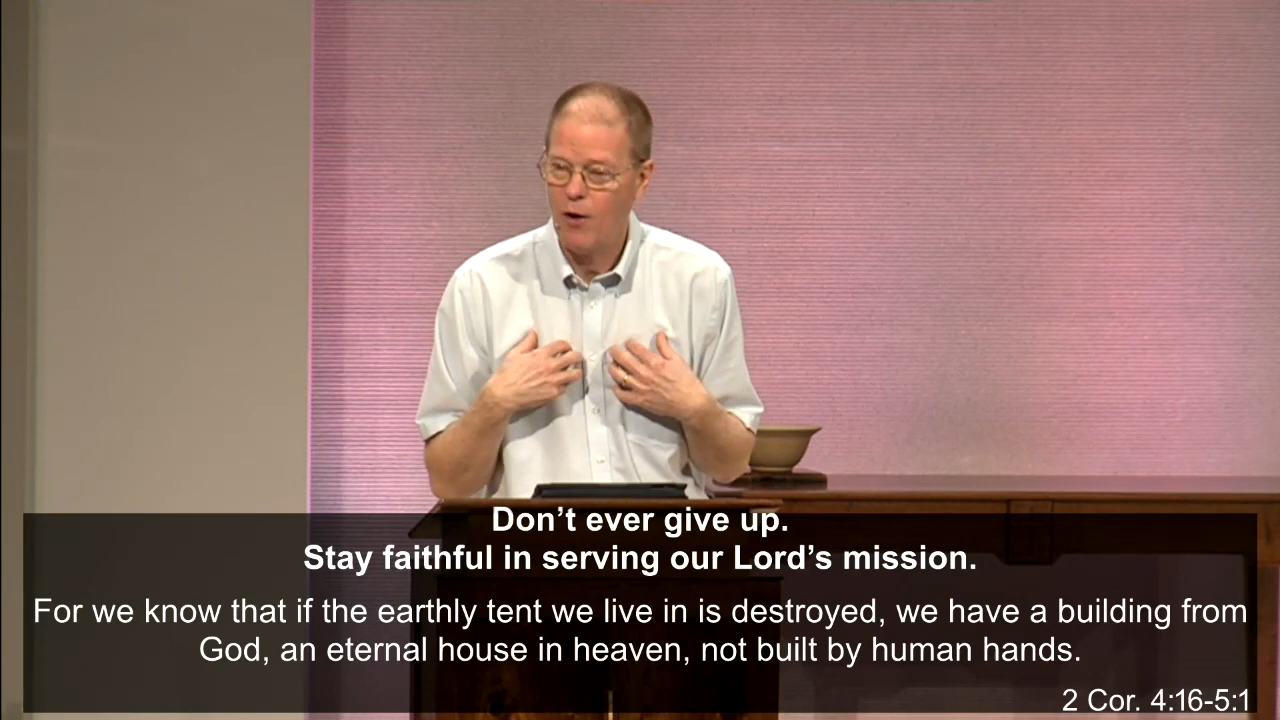 Don’t ever give up.
Stay faithful in serving our Lord’s mission.
For we know that if the earthly tent we live in is destroyed, we have a building from
God, an eternal house in heaven, not built by human hands.
2 Cor. 4:16-5:1